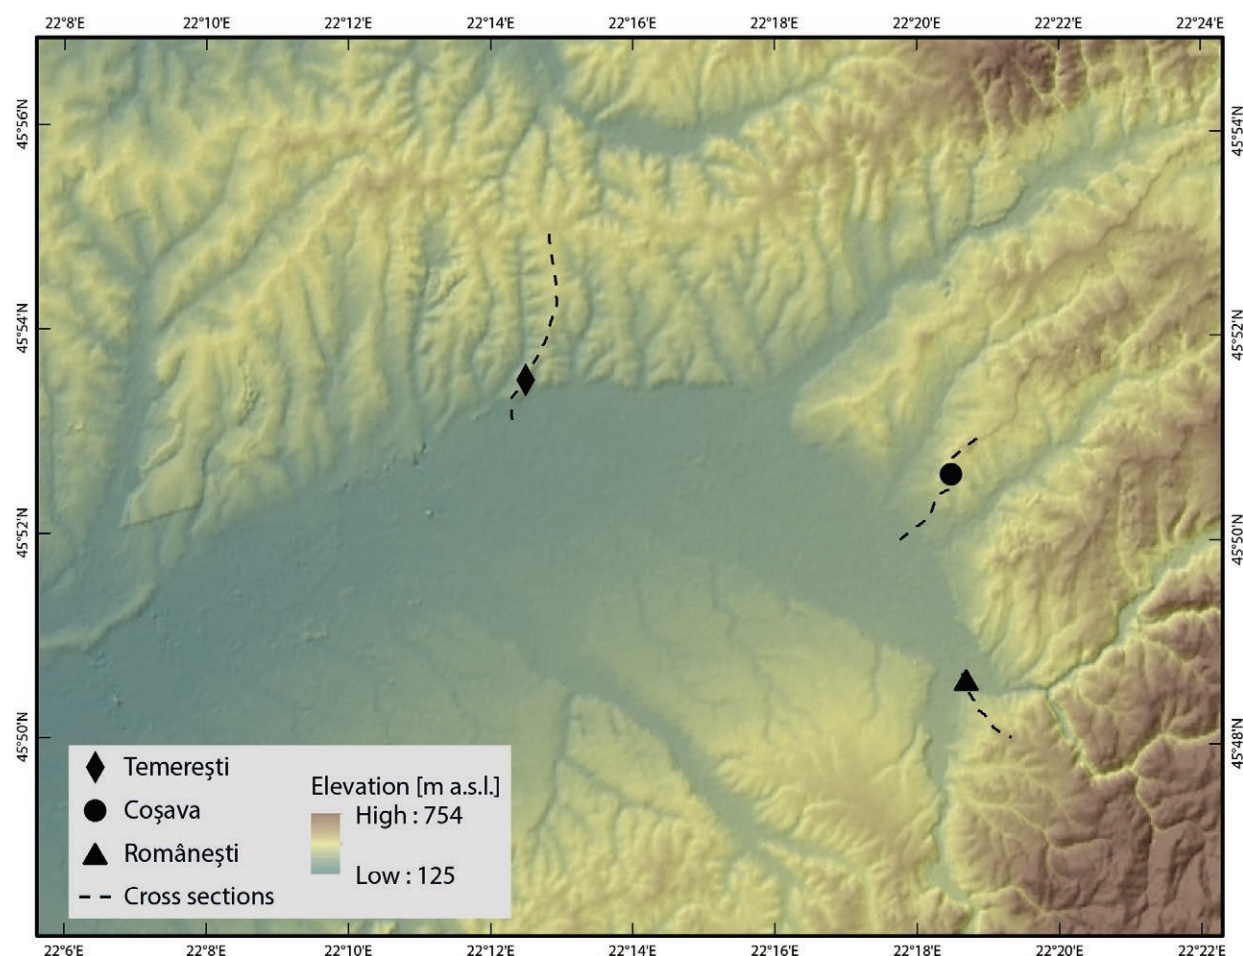 22°8'E 22°10'E 22°12'E 22°14'E 22°16'E 22°18'E 22°20'E 22°22'E 22°24'E
45°56'N
45°54'N
45°54'N
45°52'N
45°52'N
45°50'N
45°50'N
45°48'N
Temereşti
Coşava
Româneşti
Cross sections
Elevation [m a.s.l.]
High : 754
Low : 125
22°6'E 22°8'E 22°10'E 22°12'E 22°14'E 22°16'E 22°18'E 22°20'E 22°22'E